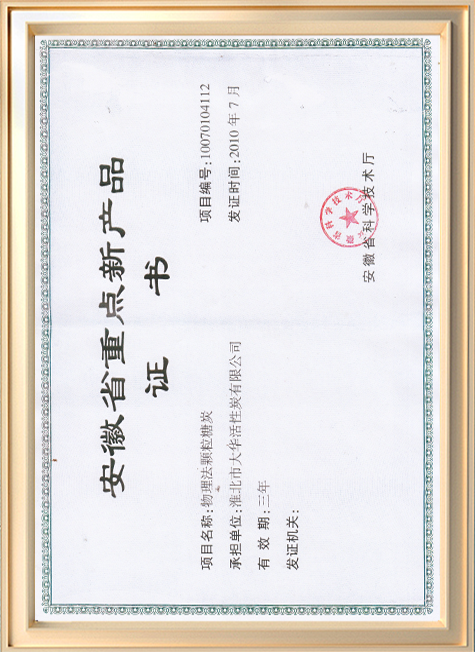 安徽省重点新产品
证书
项目名称:物理法颗粒糖炭
项目编号:10070104112
承担单位:淮北市大华活性炭有限公司
发证时间:2010年7月
有效期:三年
发证机关:
安徽省科学技术厅